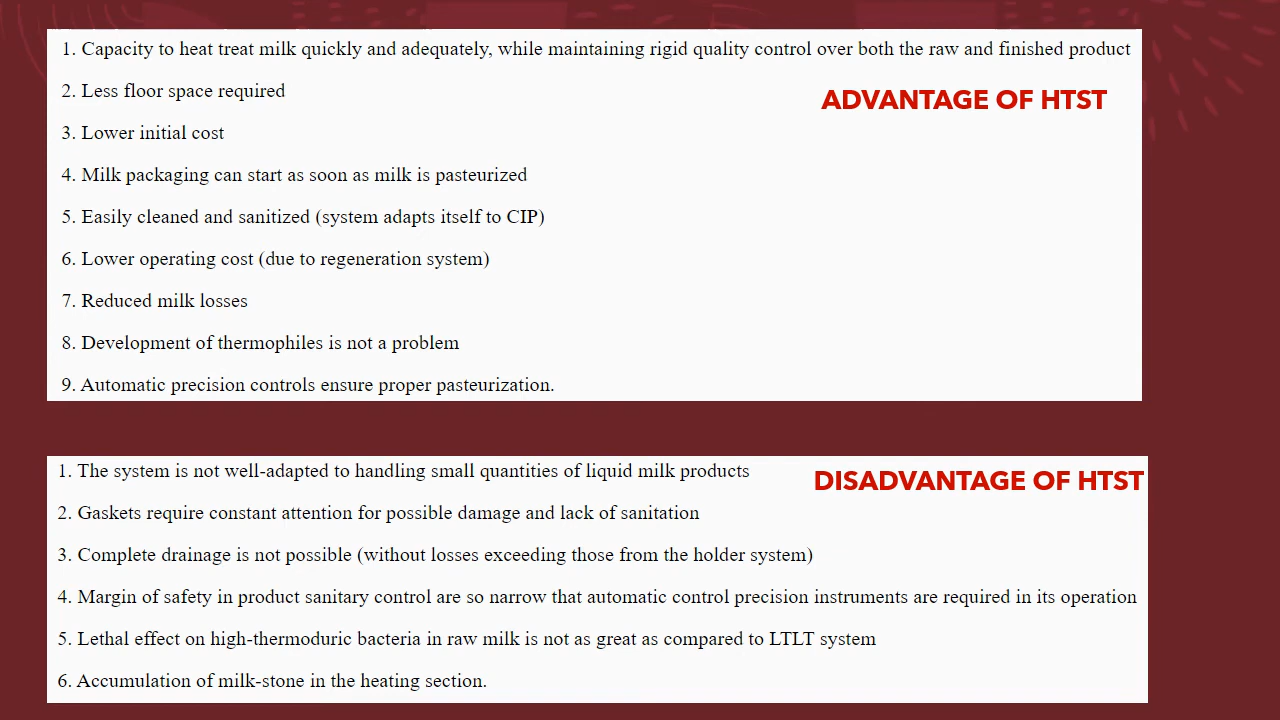 1. Capacity to heat treat milk quickly and adequately, while maintaining rigid quality control over both the raw and finished product
2. Less floor space required
ADVANTAGE OF HTST
3. Lower initial cost
4. Milk packaging can start as soon as milk is pasteurized
5. Easily cleaned and sanitized (system adapts itself to CIP)
6. Lower operating cost (due to regeneration system)
7. Reduced milk losses
8. Development of thermophiles is not a problem
9. Automatic precision controls ensure proper pasteurization.
1. The system is not well-adapted to handling small quantities of liquid milk products
DISADVANTAGE OF HTST
2. Gaskets require constant attention for possible damage and lack of sanitation
3. Complete drainage is not possible (without losses exceeding those from the holder system)
4. Margin of safety in product sanitary control are so narrow that automatic control precision instruments are required in its operation
5. Lethal effect on high-thermoduric bacteria in raw milk is not as great as compared to LTLT system
6. Accumulation of milk-stone in the heating section.